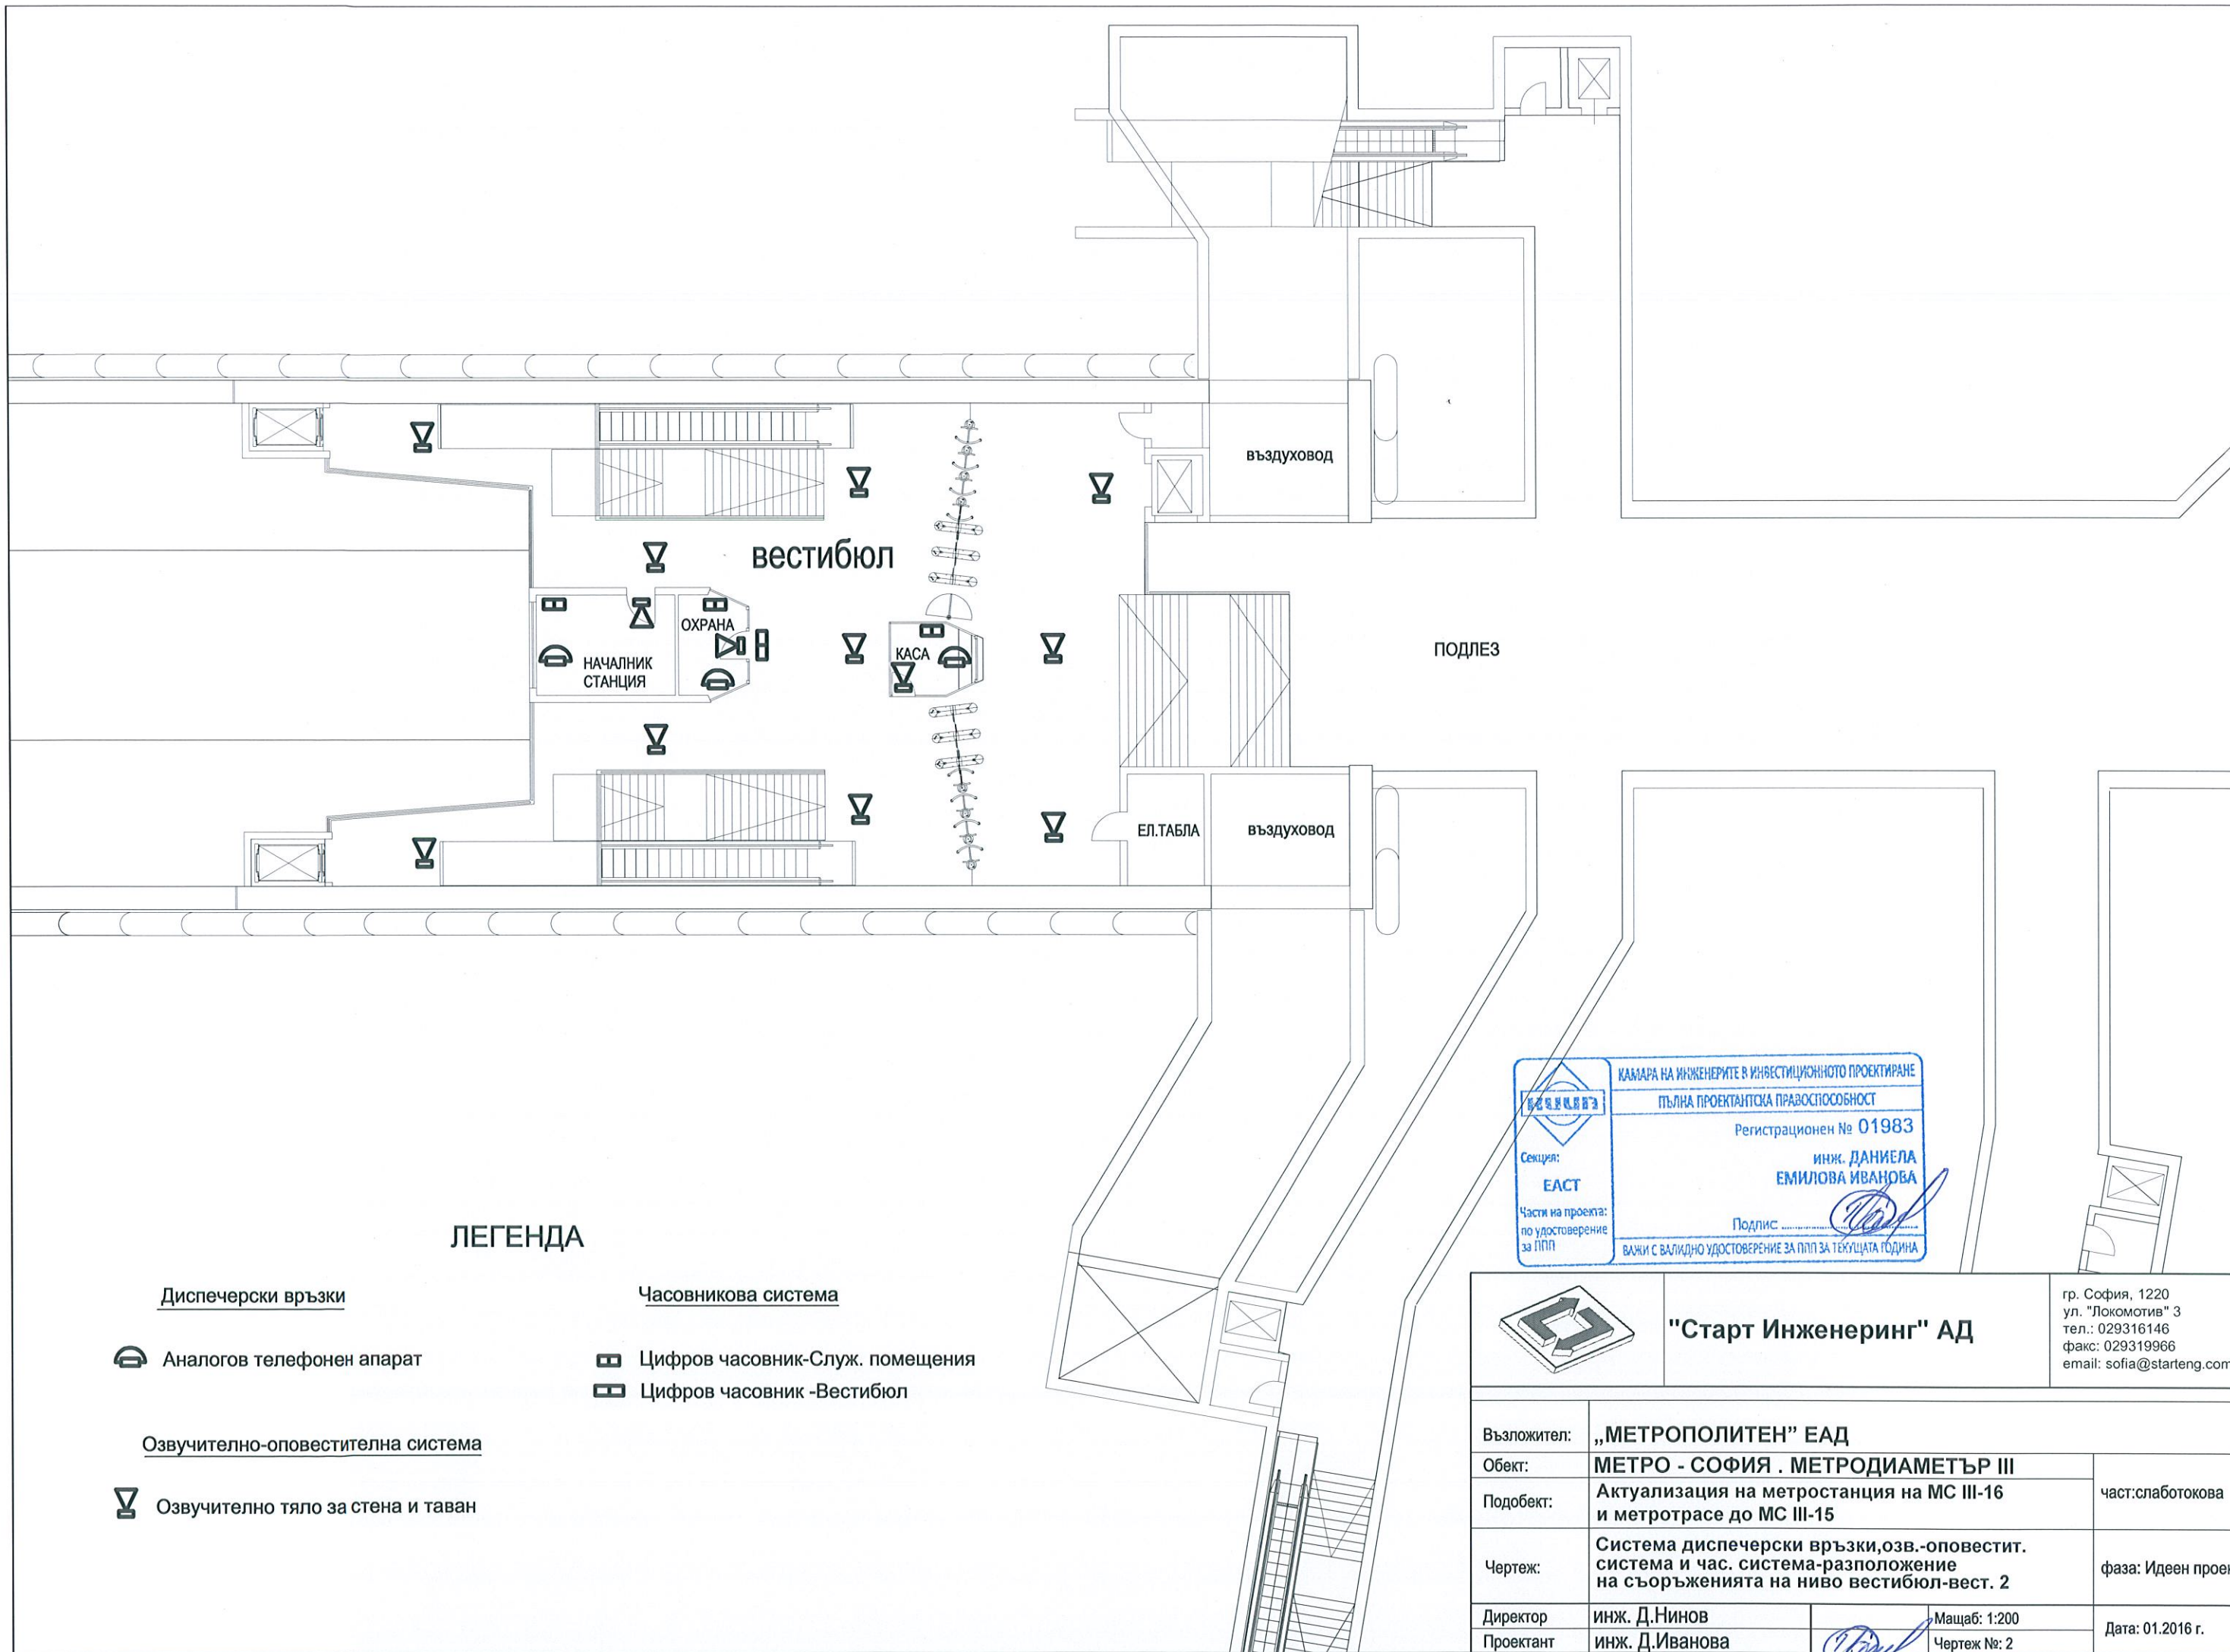 въздуховод
вестибюл
ОХРАНА
НАЧАЛНИК
СТАНЦИЯ
КАСА
ПОДЛЕЗ
ЕЛ.ТАБЛА
въздуховод
КАМАРА НА ИНЖЕНЕРИТЕ В ИНВЕСТИЦИОННОТО ПРОЕКТИРАНЕ
ПЪЛНА ПРОЕКТАНТСКА ПРАВОСПОСОБНОСТ
Регистрационен № 01983
Секция:
ЕАСТ
инж. ДАНИЕЛА
ЕМИЛОВА ИВАНОВА
Части на проекта:
по удостоверение
за ППП
Подпис
ВАЖИ С ВАЛИДНО УДОСТОВЕРЕНИЕ ЗА ППП ЗА ТЕКУЩАТА ГОДИНА
ЛЕГЕНДА
Диспечерски връзки
Аналогов телефонен апарат
Часовникова система
Цифров часовник-Служ. помещения
Цифров часовник -Вестибюл
Озвучително-оповестителна система
Озвучително тяло за стена и таван
"Старт Инженеринг" АД
гр. София, 1220
ул. "Локомотив" 3
тел.: 029316146
факс: 029319966
email: sofia@starteng.com
Възложител: „МЕТРОПОЛИТЕН” ЕАД
Обект: МЕТРО - СОФИЯ . МЕТРОДИАМЕТЪР III
Подобект: Актуализация на метростанция на МС III-16
и метротрасе до МС III-15
част:слаботокова
Чертеж: Система диспечерски връзки,озв.-оповестит.
система и час. система-разположение
на съоръженията на ниво вестибюл-вест. 2
фаза: Идеен
Директор инж. Д.Нинов Мащаб: 1:200
Дата: 01.2016 г.
Проектант инж. Д.Иванова Чертеж №: 2